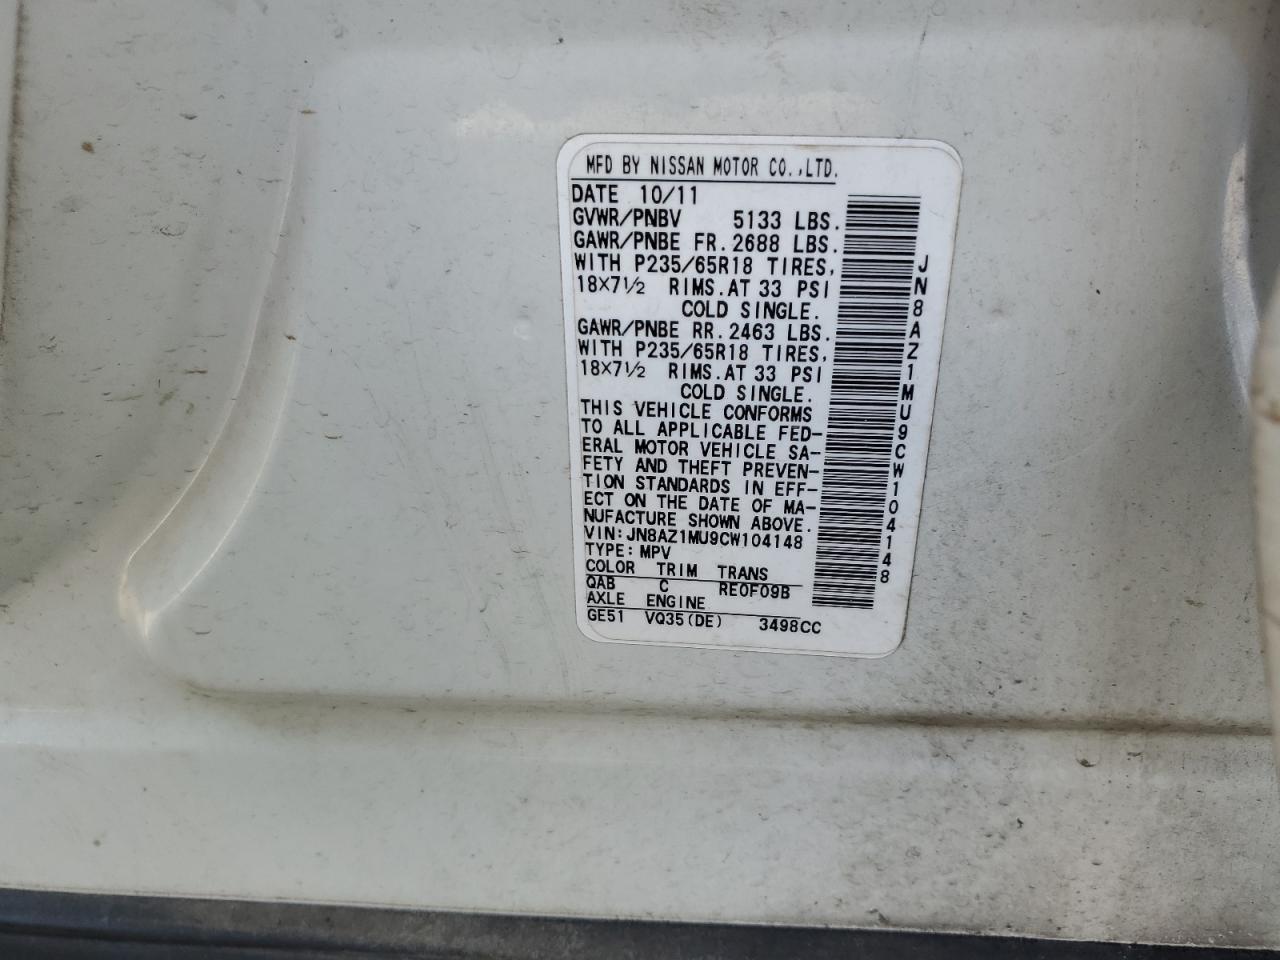 MFD BY NISSAN MOTOR CO.,LTD.
DATE 10/11
GVWR/PNBV 5133 LBS.
GAWR/PNBE FR. 2688 LBS.
WITH P235/65R18 TIRES,
18×7½ RIMS. AT 33 PSI
COLD SINGLE.
GAWR/PNBE RR. 2463 LBS.
WITH P235/65R18 TIRES,
18×7½ RIMS. AT 33 PSI
COLD SINGLE.
THIS VEHICLE CONFORMS
TO ALL APPLICABLE FED-
ERAL MOTOR VEHICLE SA-
FETY AND THEFT PREVEN-
TION STANDARDS IN EFF-
ECT ON THE DATE OF MA-
NUFACTURE SHOWN ABOVE.
VIN: JN8AZ1MU9CW104148
TYPE: MPV
COLOR TRIM TRANS
QAB C RE0F09B
AXLE ENGINE
GE51 VQ35(DE) 3498CC
JN8AZ1MU9CW104148